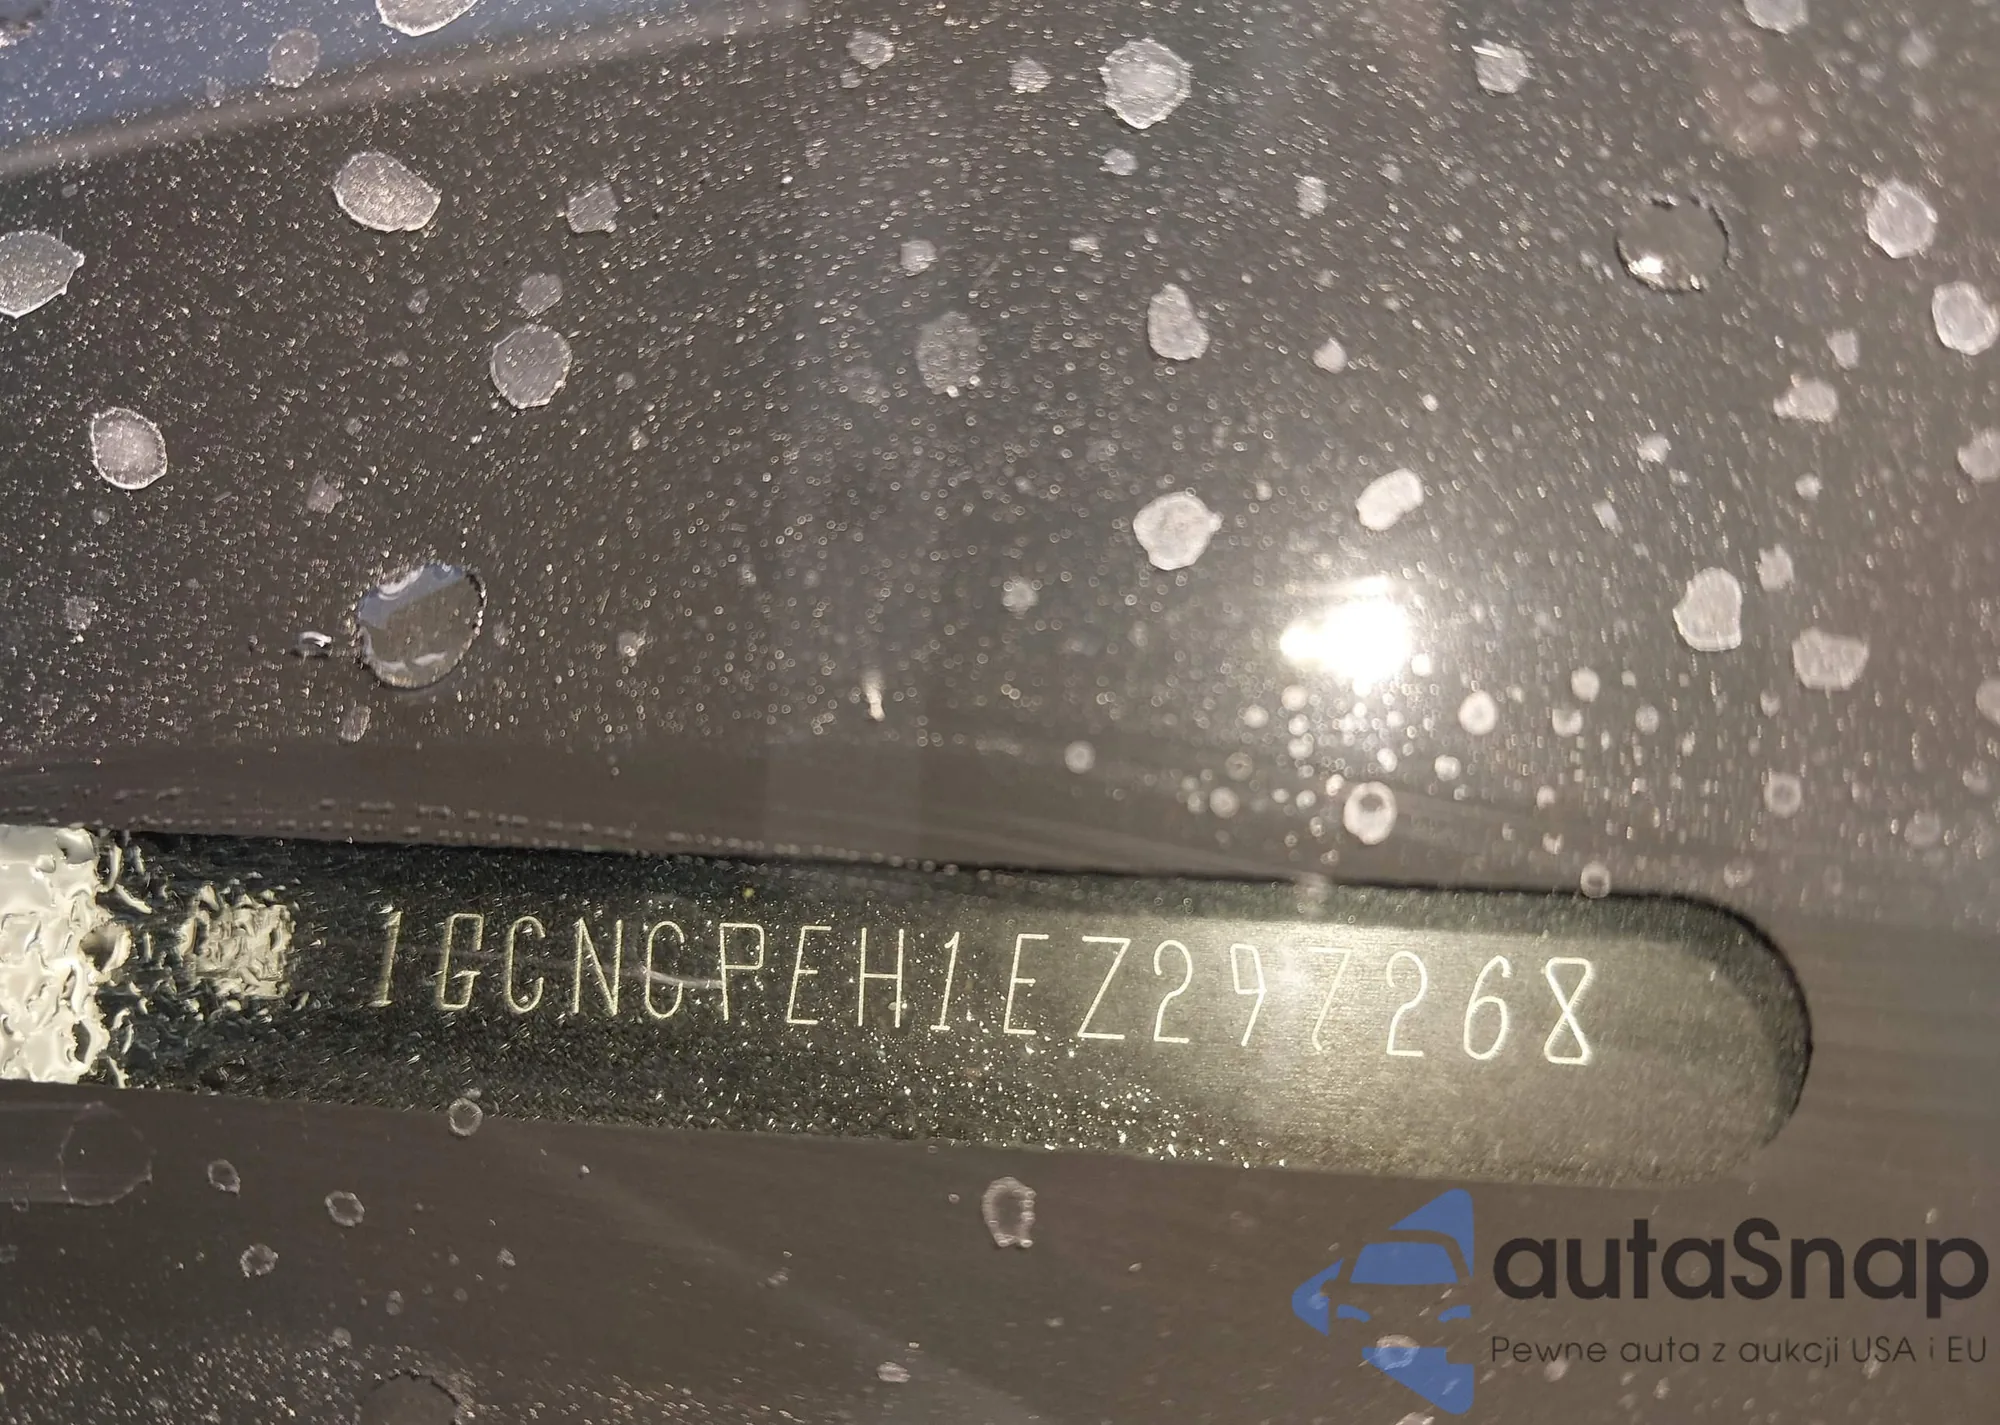 1GCNCPEH1EZ297268
autaSnap
Pewne auta z aukcji USA i EU